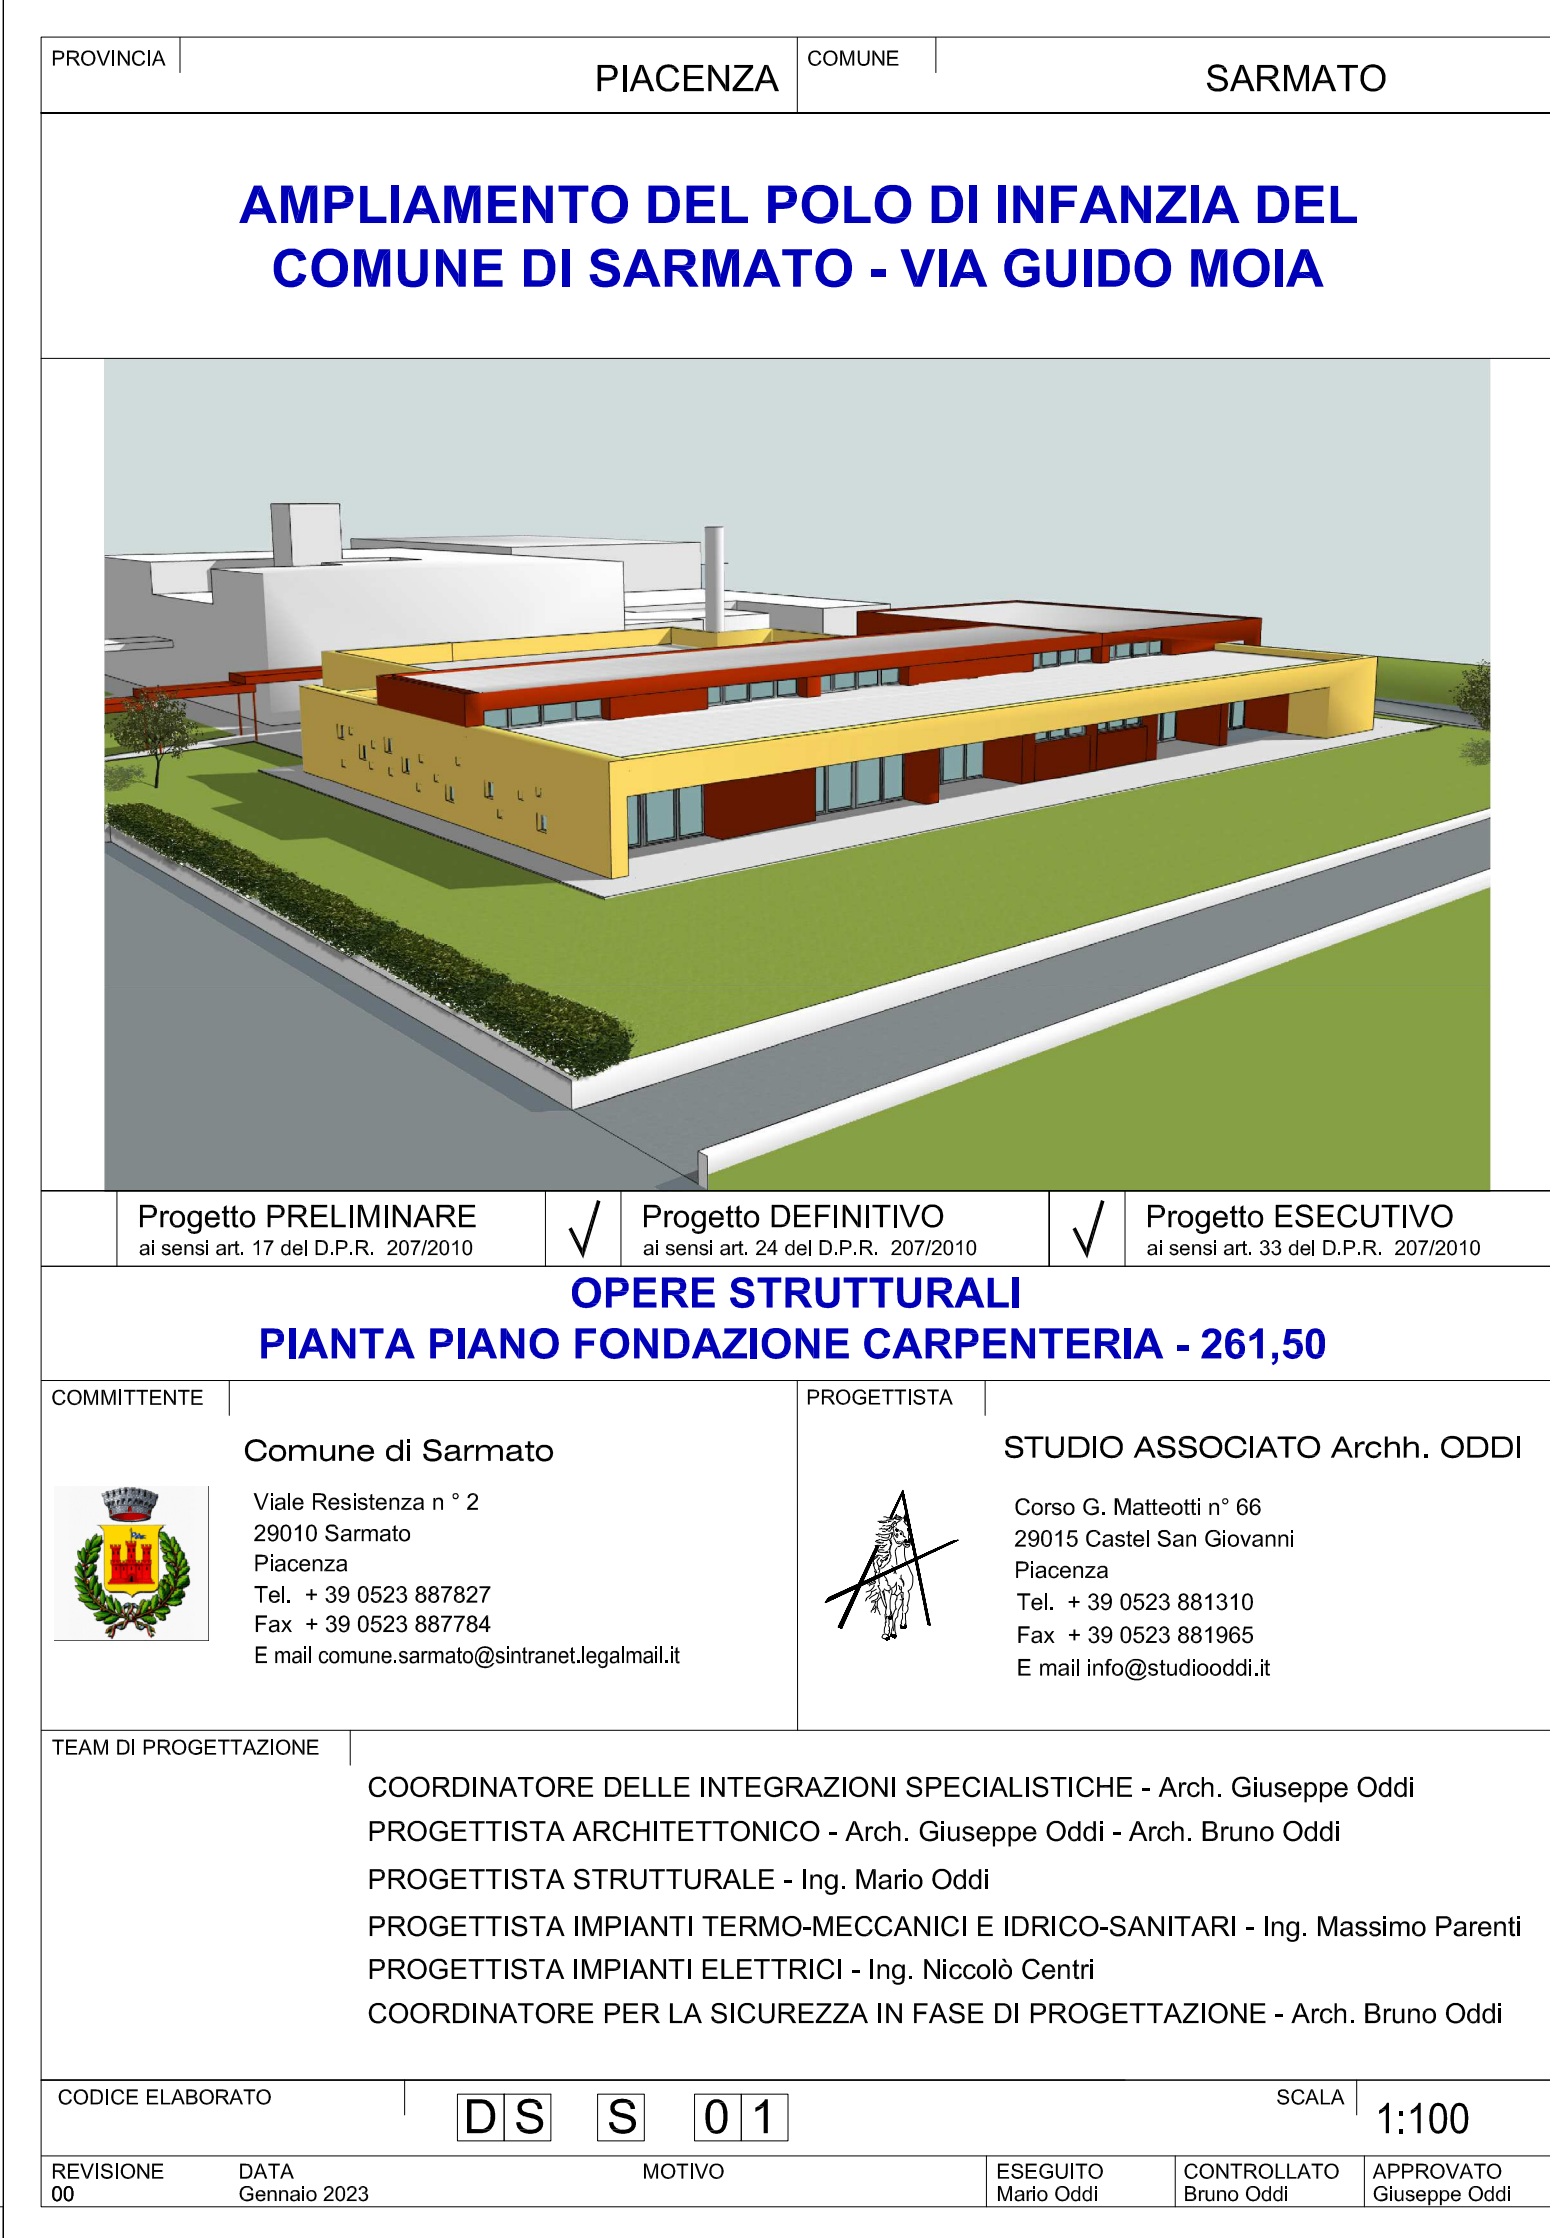 PROVINCIA
PIACENZA
COMUNE
SARMATO
AMPLIAMENTO DEL POLO DI INFANZIA DEL
COMUNE DI SARMATO - VIA GUIDO MOIA
Progetto PRELIMINARE
ai sensi art. 17 del D.P.R. 207/2010
√
Progetto DEFINITIVO
ai sensi art. 24 del D.P.R. 207/2010
√
Progetto ESECUTIVO
ai sensi art. 33 del D.P.R. 207/2010
OPERE STRUTTURALI
PIANTA PIANO FONDAZIONE CARPENTERIA - 261,50
COMMITTENTE
Comune di Sarmato
Viale Resistenza n ° 2
29010 Sarmato
Piacenza
Tel. + 39 0523 887827
Fax + 39 0523 887784
E mail comune.sarmato@sintranet.legalmail.it
PROGETTISTA
STUDIO ASSOCIATO Archh. ODDI
Corso G. Matteotti n° 66
29015 Castel San Giovanni
Piacenza
Tel. + 39 0523 881310
Fax + 39 0523 881965
E mail info@studiooddi.it
TEAM DI PROGETTAZIONE
COORDINATORE DELLE INTEGRAZIONI SPECIALISTICHE - Arch. Giuseppe Oddi
PROGETTISTA ARCHITETTONICO - Arch. Giuseppe Oddi - Arch. Bruno Oddi
PROGETTISTA STRUTTURALE - Ing. Mario Oddi
PROGETTISTA IMPIANTI TERMO-MECCANICI E IDRICO-SANITARI - Ing. Massimo Parenti
PROGETTISTA IMPIANTI ELETTRICI - Ing. Niccolò Centri
COORDINATORE PER LA SICUREZZA IN FASE DI PROGETTAZIONE - Arch. Bruno Oddi
CODICE ELABORATO
DS S 01
SCALA
1:100
REVISIONE DATA MOTIVO ESEGUITO CONTROLLATO APPROVATO
00 Gennaio 2023 Mario Oddi Bruno Oddi Giuseppe Oddi